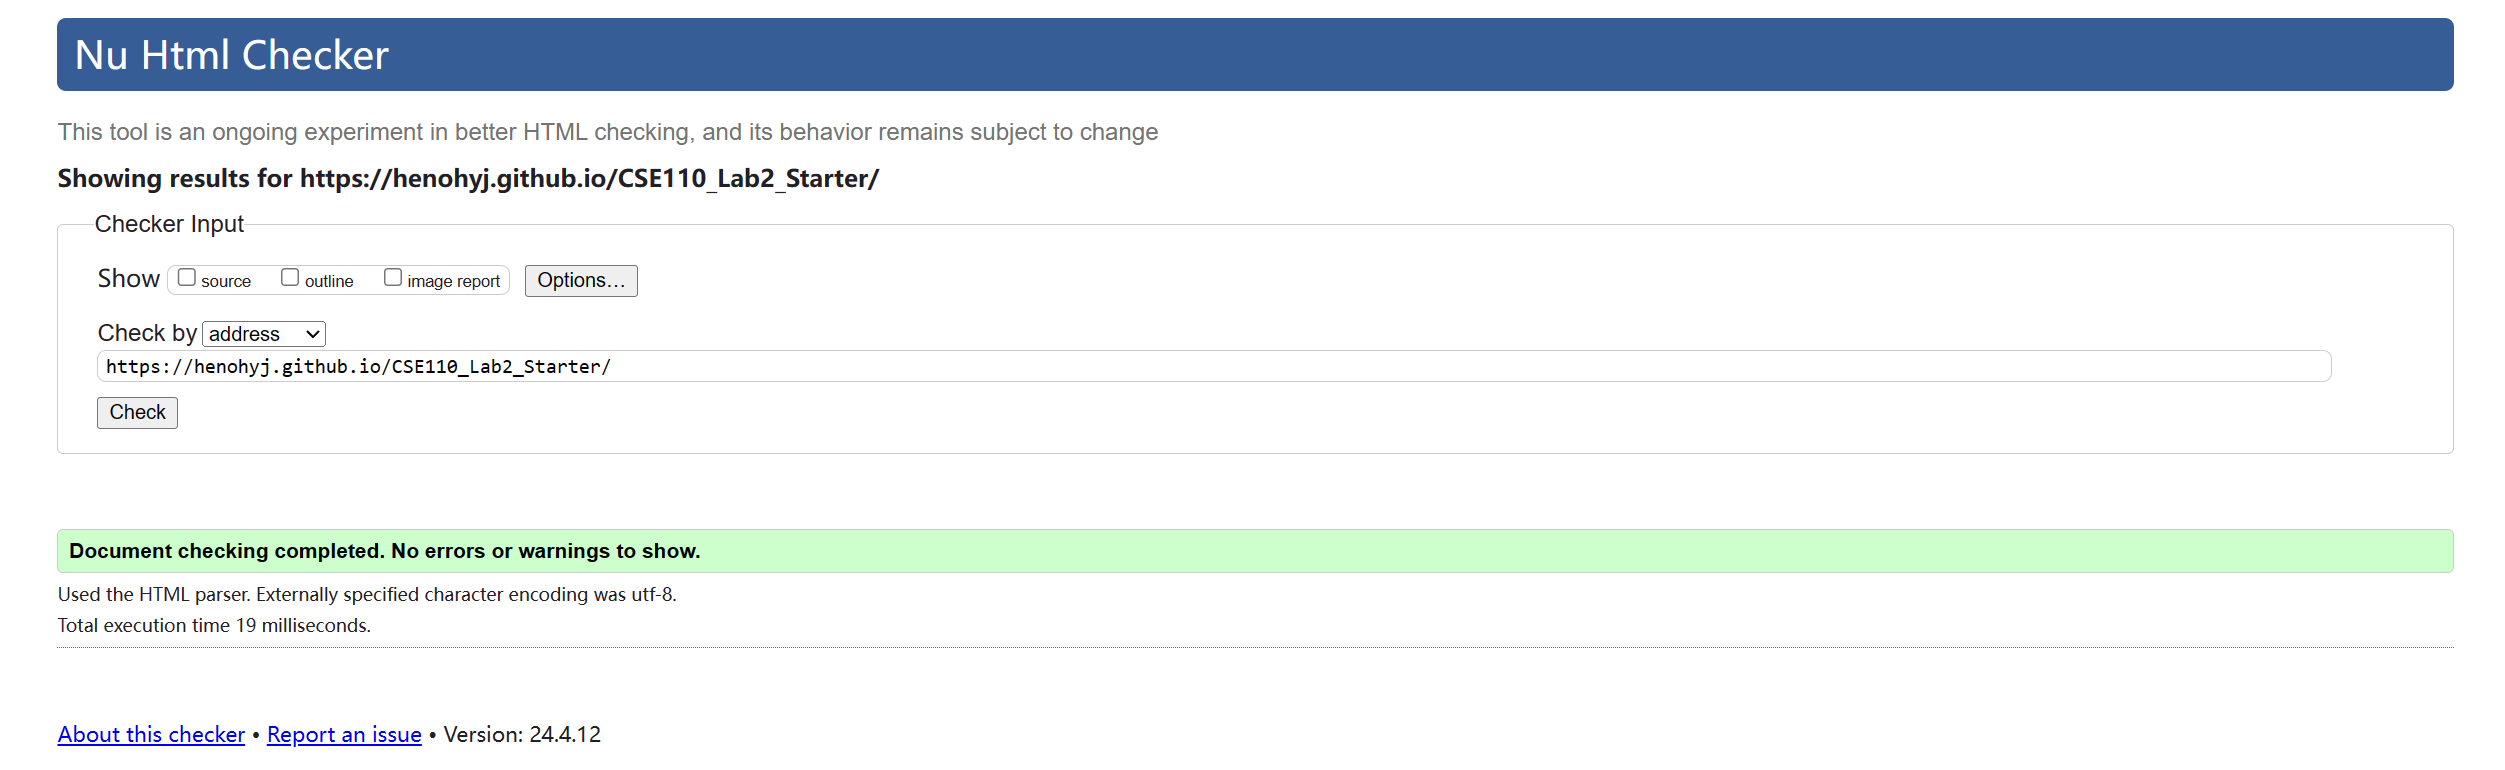 Nu Html Checker
This tool is an ongoing experiment in better HTML checking, and its behavior remains subject to change
Showing results for https://henohyj.github.io/CSE110_Lab2_Starter/
Checker Input
Show source outline image report Options...
Check by address
https://henohyj.github.io/CSE110_Lab2_Starter/
Check
Document checking completed. No errors or warnings to show.
Used the HTML parser. Externally specified character encoding was utf-8.
Total execution time 19 milliseconds.
About this checker • Report an issue • Version: 24.4.12